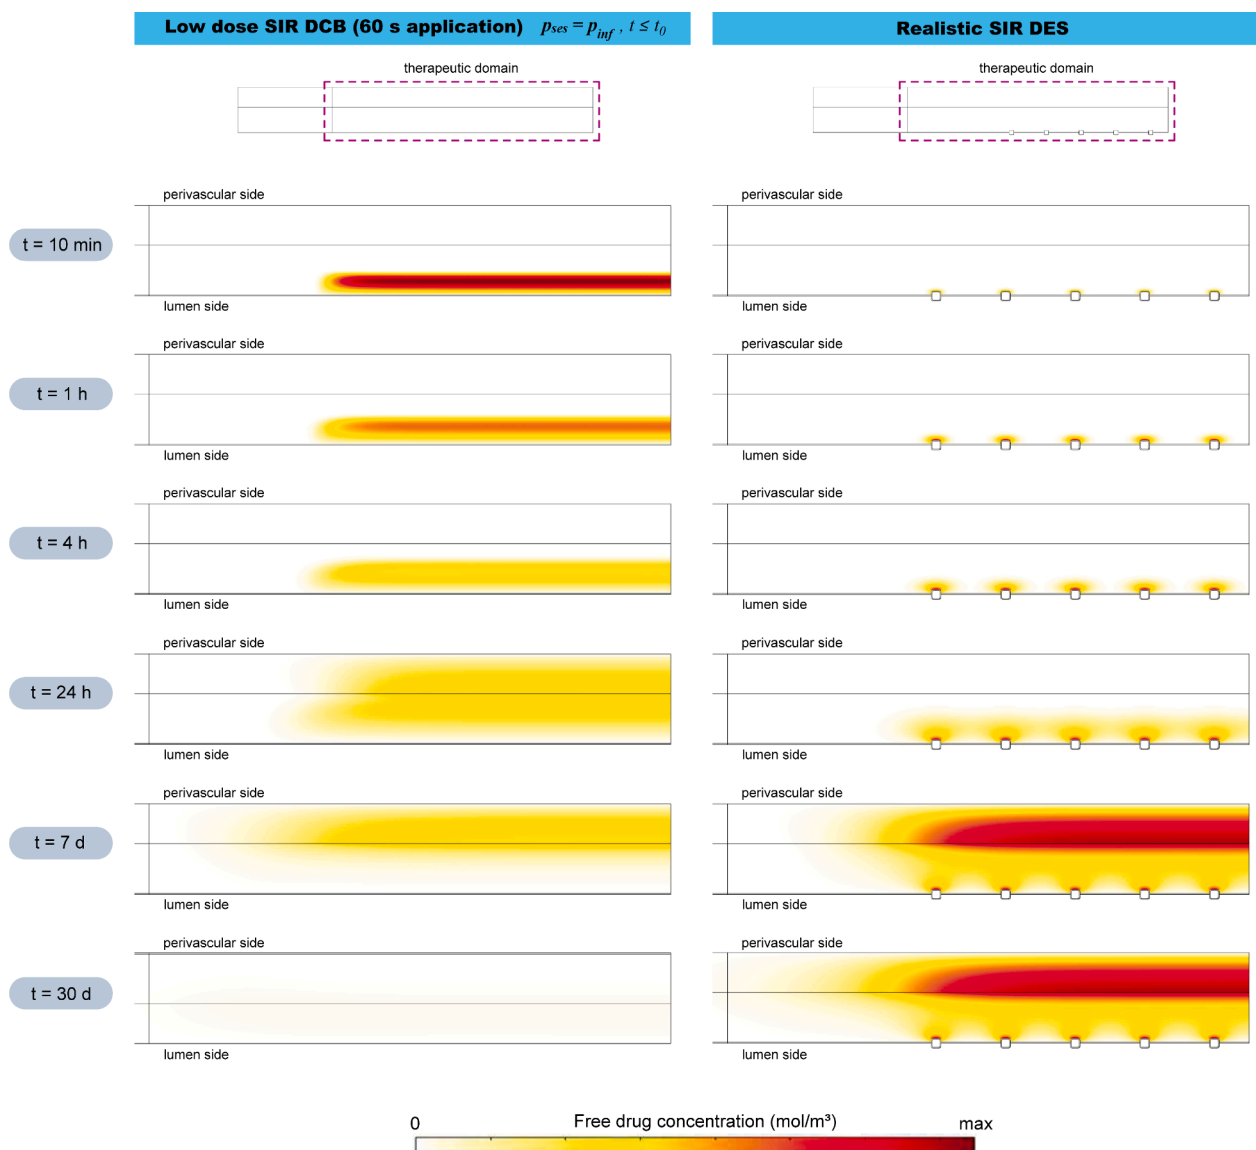 Low dose SIR DCB (60 s application) pses = pinf , t ≤ t0
Realistic SIR DES
therapeutic domain
therapeutic domain
t = 10 min
perivascular side
lumen side
perivascular side
lumen side
t = 1 h
perivascular side
lumen side
perivascular side
lumen side
t = 4 h
perivascular side
lumen side
perivascular side
lumen side
t = 24 h
perivascular side
lumen side
perivascular side
lumen side
t = 7 d
perivascular side
lumen side
perivascular side
lumen side
t = 30 d
perivascular side
lumen side
perivascular side
lumen side
0 Free drug concentration (mol/m³) max